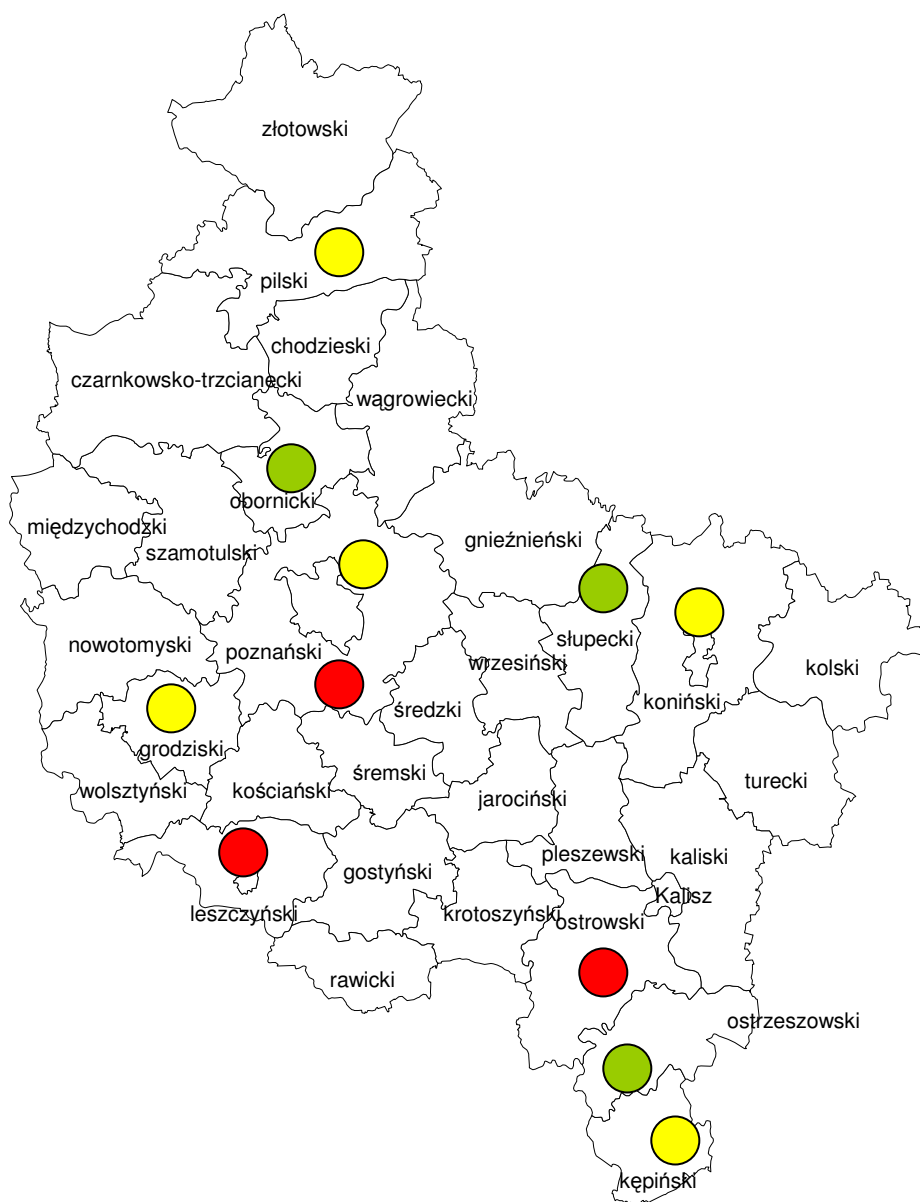 złotowski
pilski
chodzieski
czarnkowsko-trzcianecki
wągrowiecki
obornicki
międzychodzki
szamotulski
gnieźnieński
nowotomyski
poznański
wrzesiński
słupecki
kolski
koniński
średzki
grodziski
śremski
turecki
wolsztyński
kościański
jarociński
pleszewski
kaliski
gostyński
Kalisz
leszczyński
krotoszyński
ostrowski
rawicki
ostrzeszowski
kępiński